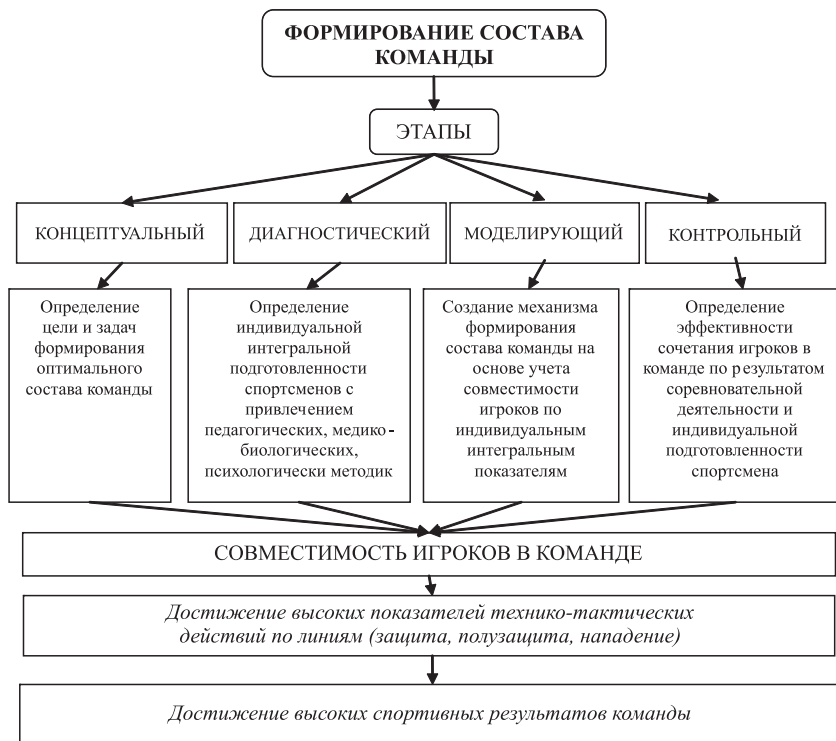 ФОРМИРОВАНИЕ СОСТАВА
КОМАНДЫ
ЭТАПЫ
КОНЦЕПТУАЛЬНЫЙ
ДИАГНОСТИЧЕСКИЙ
МОДЕЛИРУЮЩИЙ
КОНТРОЛЬНЫЙ
Определение
цели и задач
формирования
оптимального
состава команды
Определение
индивидуальной
интегральной
подготовленности
спортсменов с
привлечением
педагогических, медико-
биологических,
психологически методик
Создание механизма
формирования
состава команды на
основе учета
совместимости
игроков по
индивидуальным
интегральным
показателям
Определение
эффективности
сочетания игроков в
команде по результатом
соревновательной
деятельности и
индивидуальной
подготовленности
спортсмена
СОВМЕСТИМОСТЬ ИГРОКОВ В КОМАНДЕ
Достижение высоких показателей технико-тактических
действий по линиям (защита, полузащита, нападение)
Достижение высоких спортивных результатов команды